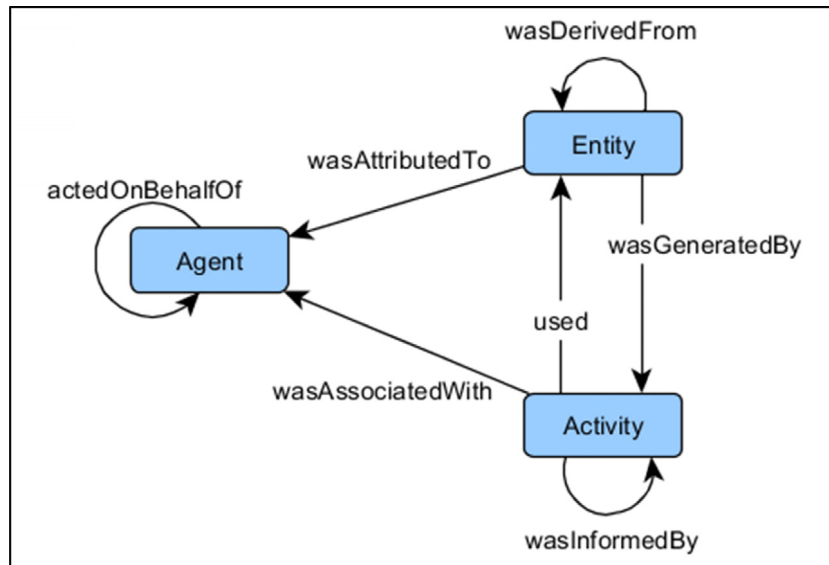 wasDerivedFrom
Entity
wasAttributedTo
actedOnBehalfOf
Agent
wasGeneratedBy
used
wasAssociatedWith
Activity
wasInformedBy